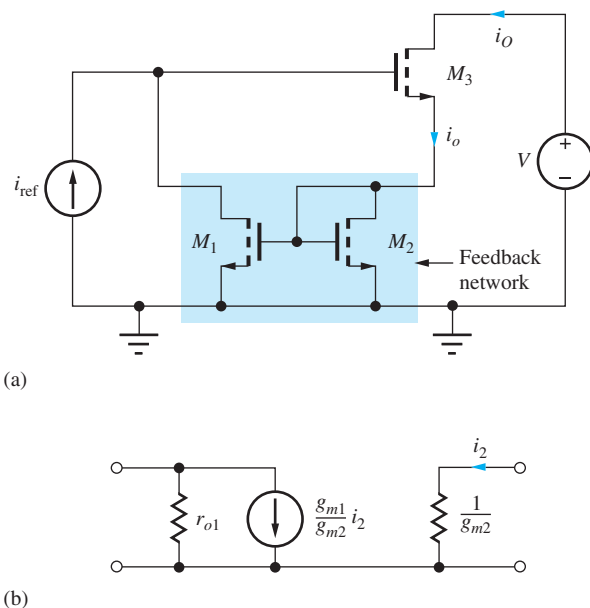 i_O
M_3
i_o
i_ref
V
+
−
M_1
M_2
Feedback
network
(a)
i_2
r_o1
g_m1
g_m2
i_2
1
g_m2
(b)